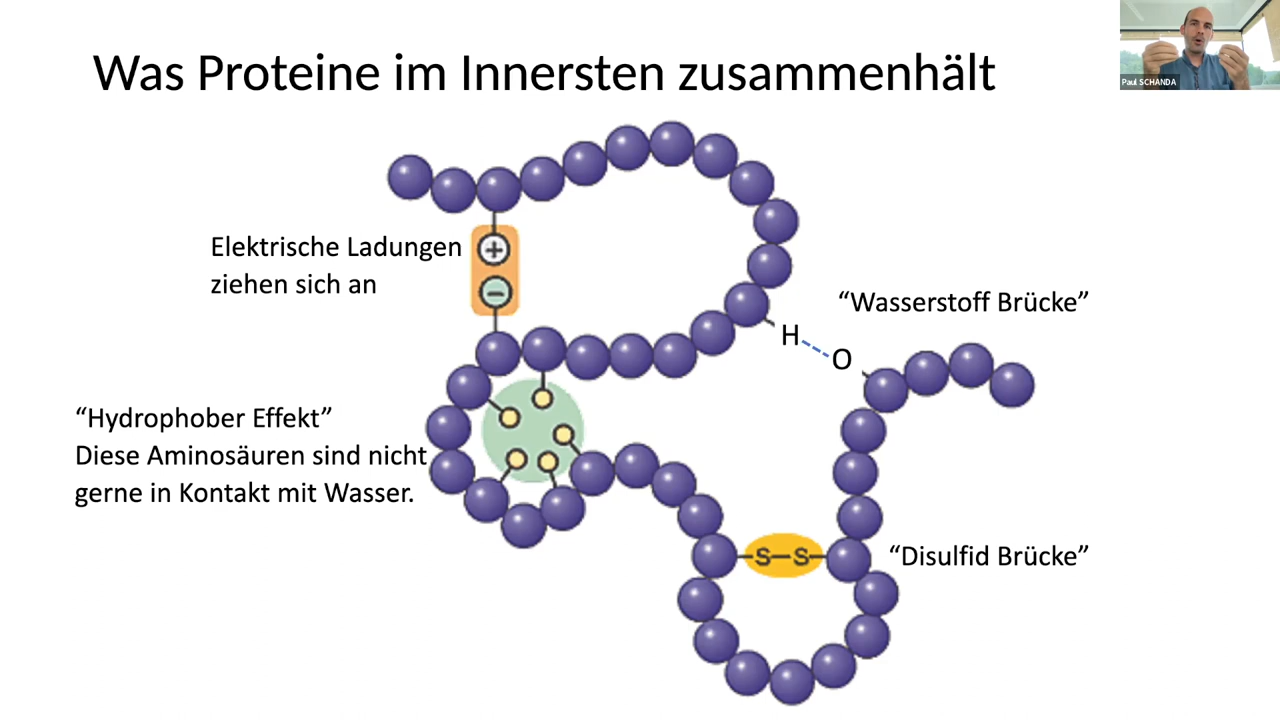 Was Proteine im Innersten zusammenhält
Paul SCHANDA
Elektrische Ladungen
ziehen sich an
+
−
“Wasserstoff Brücke”
H
O
“Hydrophober Effekt”
Diese Aminosäuren sind nicht
gerne in Kontakt mit Wasser.
S–S
“Disulfid Brücke”